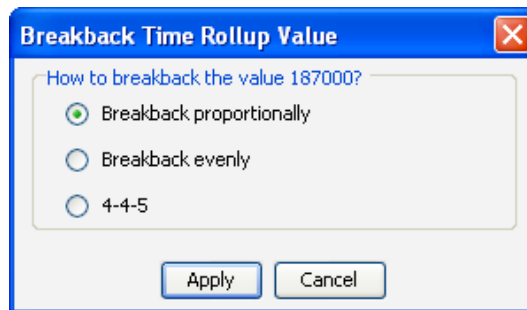 Breakback Time Rollup Value
How to breakback the value 187000?
Breakback proportionally
Breakback evenly
4-4-5
Apply Cancel